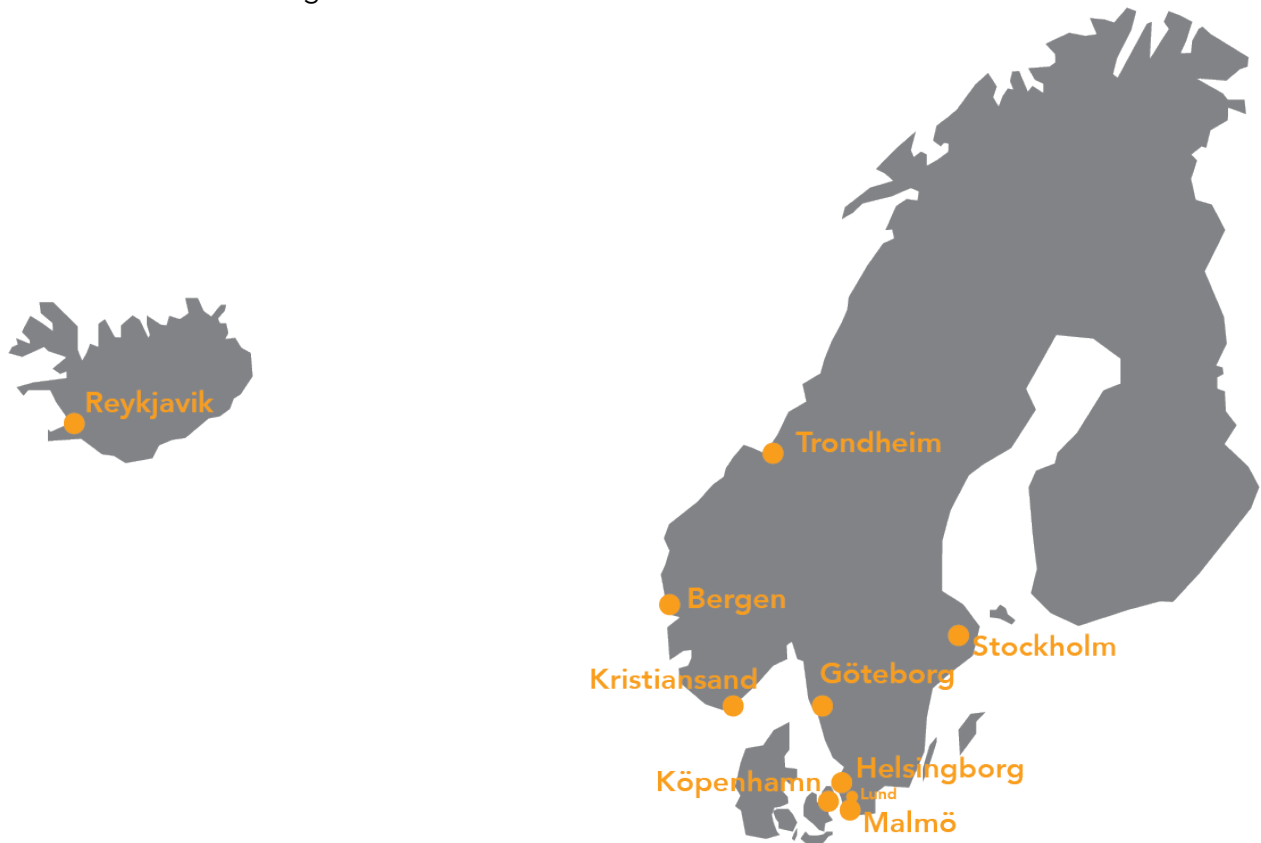 Reykjavik
Trondheim
Bergen
Stockholm
Kristiansand
Göteborg
Helsingborg
Köpenhamn
Lund
Malmö